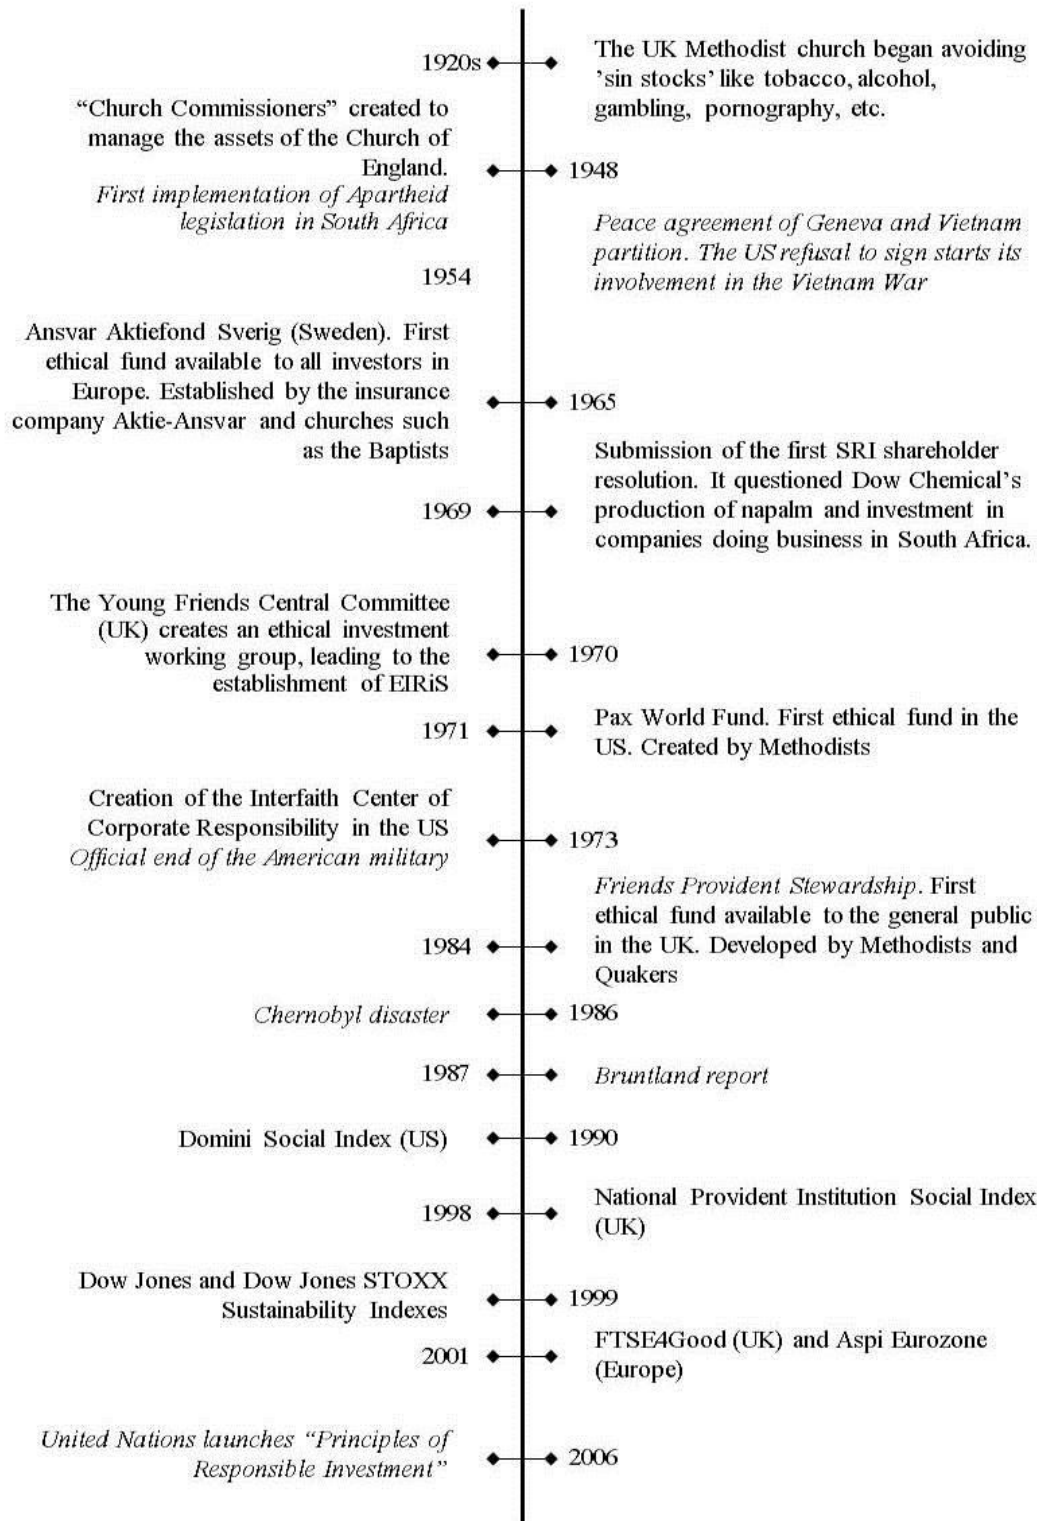 1920s
The UK Methodist church began avoiding
'sin stocks' like tobacco, alcohol,
gambling, pornography, etc.
“Church Commissioners” created to
manage the assets of the Church of
England.
First implementation of Apartheid
legislation in South Africa
1948
1954
Peace agreement of Geneva and Vietnam
partition. The US refusal to sign starts its
involvement in the Vietnam War
Ansvar Aktiefond Sverig (Sweden). First
ethical fund available to all investors in
Europe. Established by the insurance
company Aktie-Ansvar and churches such
as the Baptists
1965
1969
Submission of the first SRI shareholder
resolution. It questioned Dow Chemical's
production of napalm and investment in
companies doing business in South Africa.
The Young Friends Central Committee
(UK) creates an ethical investment
working group, leading to the
establishment of EIRiS
1970
1971
Pax World Fund. First ethical fund in the
US. Created by Methodists
Creation of the Interfaith Center of
Corporate Responsibility in the US
Official end of the American military
1973
1984
Friends Provident Stewardship. First
ethical fund available to the general public
in the UK. Developed by Methodists and
Quakers
Chernobyl disaster
1986
1987
Bruntland report
Domini Social Index (US)
1990
1998
National Provident Institution Social Index
(UK)
Dow Jones and Dow Jones STOXX
Sustainability Indexes
1999
2001
FTSE4Good (UK) and Aspi Eurozone
(Europe)
United Nations launches “Principles of
Responsible Investment”
2006